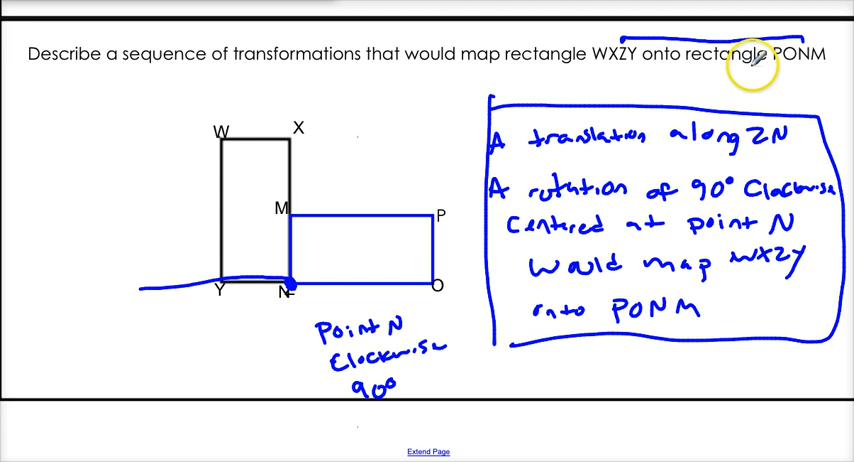 Describe a sequence of transformations that would map rectangle WXZY onto rectangle PONM
W
X
M
P
Y
N
O
A translation along ZN
A rotation of 90° Clockwise
Centered at point N
Would map WXZY
onto PONM
Point N
Clockwise
90°
Extend Page